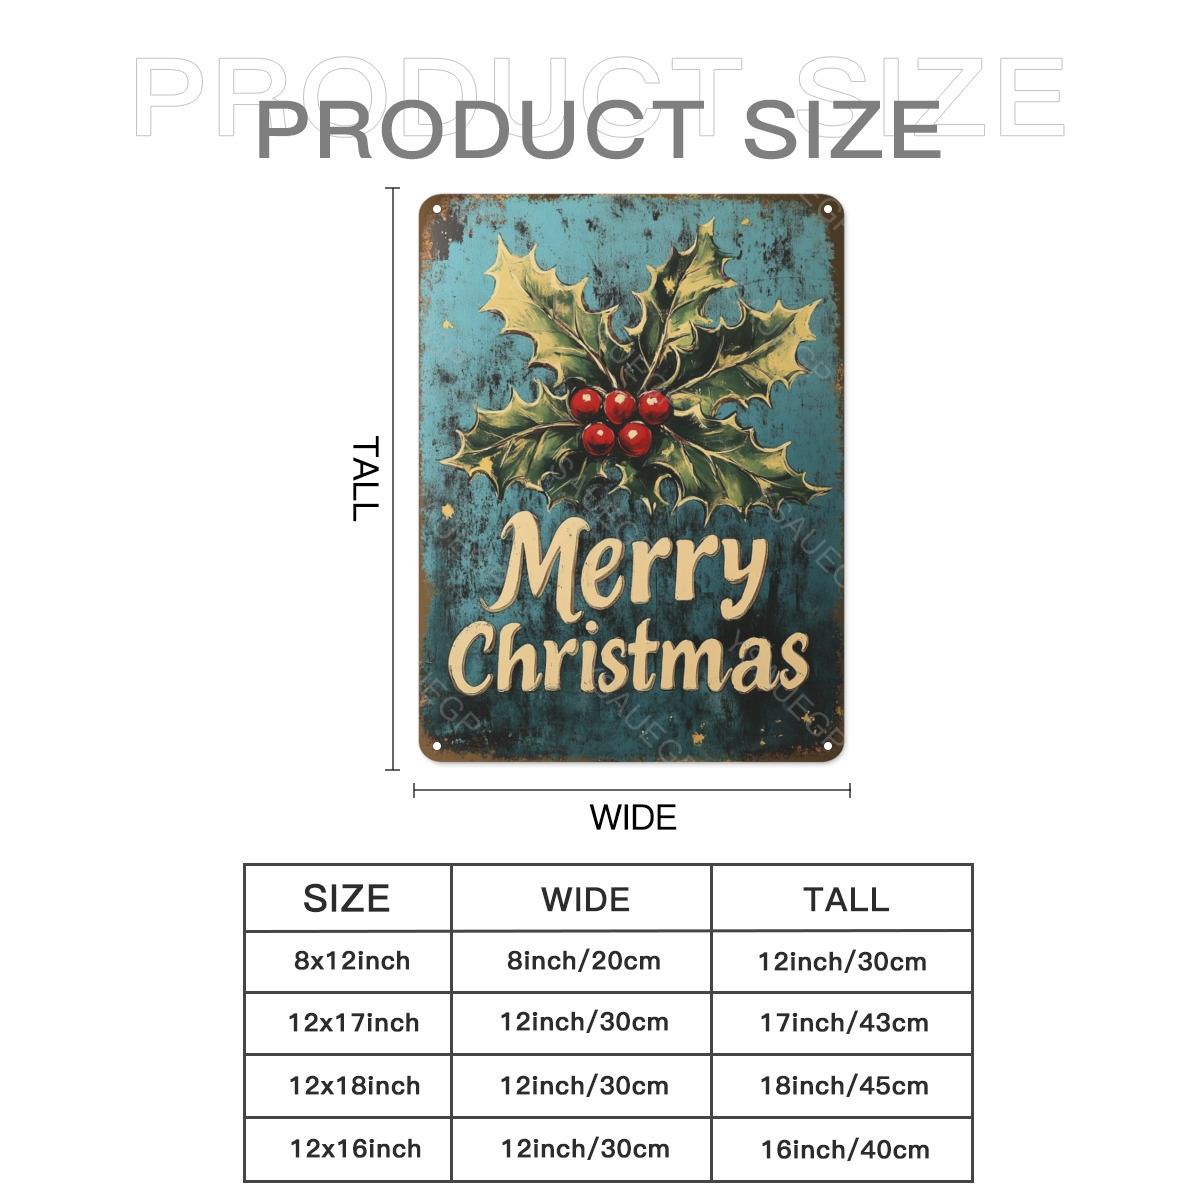 PRODUCT SIZE
PRODUCT SIZE
TALL
Merry
Christmas
YSAUEGP
WIDE
SIZE WIDE TALL
8x12inch 8inch/20cm 12inch/30cm
12x17inch 12inch/30cm 17inch/43cm
12x18inch 12inch/30cm 18inch/45cm
12x16inch 12inch/30cm 16inch/40cm